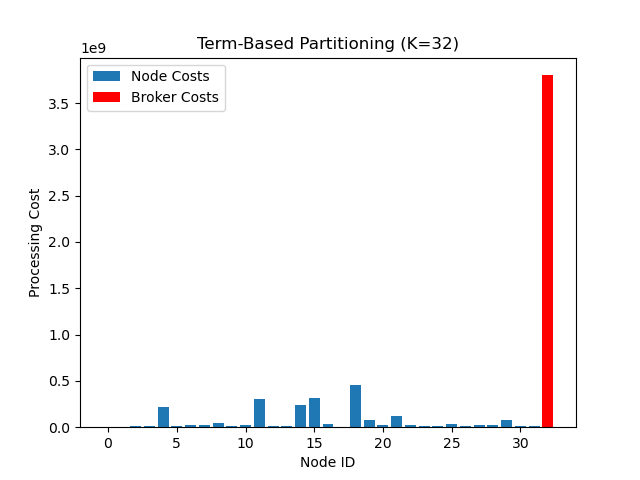 Term-Based Partitioning (K=32)
1e9
Node Costs
Broker Costs
3.5
3.0
2.5
2.0
1.5
1.0
0.5
0.0
Processing Cost
0 5 10 15 20 25 30
Node ID